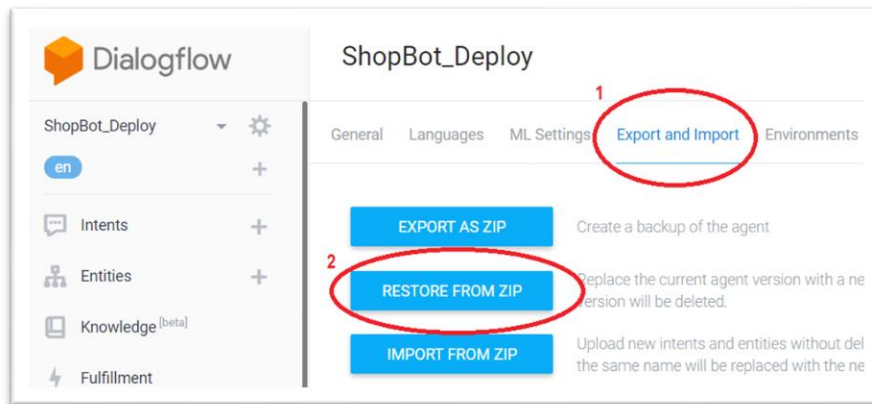 Dialogflow
ShopBot_Deploy
en
Intents
Entities
Knowledge [beta]
Fulfillment
ShopBot_Deploy
1
General Languages ML Settings Export and Import Environments
EXPORT AS ZIP Create a backup of the agent
2
RESTORE FROM ZIP Replace the current agent version with a ne
version will be deleted.
IMPORT FROM ZIP Upload new intents and entities without del
the same name will be replaced with the ne